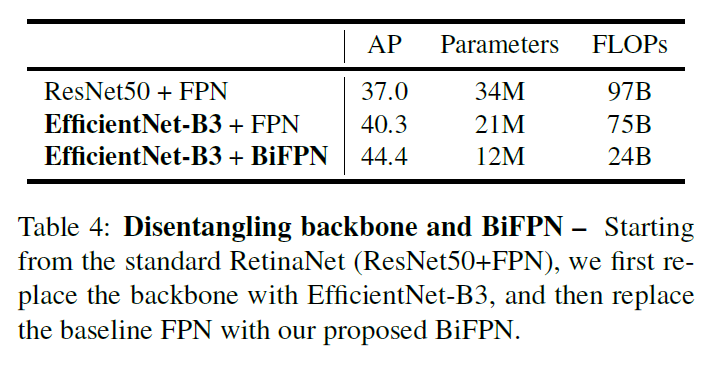 AP Parameters FLOPs
ResNet50 + FPN 37.0 34M 97B
EfficientNet-B3 + FPN 40.3 21M 75B
EfficientNet-B3 + BiFPN 44.4 12M 24B
Table 4: Disentangling backbone and BiFPN – Starting
from the standard RetinaNet (ResNet50+FPN), we first re-
place the backbone with EfficientNet-B3, and then replace
the baseline FPN with our proposed BiFPN.